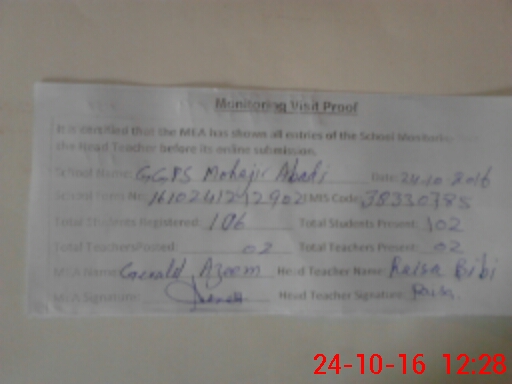 Monitoring Visit Proof
It is certified that the MEA has shown all entries of the School Monitoring
the Head Teacher before its online submission.
School Name: GGPS Mohajir Abadi Date: 24-10-2016
School Form No: 1610241242902 EMIS Code: 38330785
Total Students Registered: 106 Total Students Present: 102
Total TeachersPosted: 02 Total Teachers Present: 02
MEA Name: Gerald Azeem Head Teacher Name: Raisa Bibi
MEA Signature: Head Teacher Signature: Raisa.
24-10-16 12:28